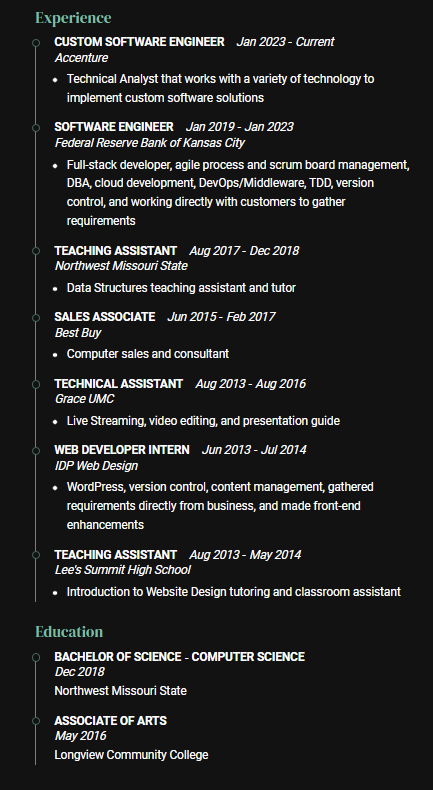 Experience
CUSTOM SOFTWARE ENGINEER Jan 2023 - Current
Accenture
• Technical Analyst that works with a variety of technology to
implement custom software solutions
SOFTWARE ENGINEER Jan 2019 - Jan 2023
Federal Reserve Bank of Kansas City
• Full-stack developer, agile process and scrum board management,
DBA, cloud development, DevOps/Middleware, TDD, version
control, and working directly with customers to gather
requirements
TEACHING ASSISTANT Aug 2017 - Dec 2018
Northwest Missouri State
• Data Structures teaching assistant and tutor
SALES ASSOCIATE Jun 2015 - Feb 2017
Best Buy
• Computer sales and consultant
TECHNICAL ASSISTANT Aug 2013 - Aug 2016
Grace UMC
• Live Streaming, video editing, and presentation guide
WEB DEVELOPER INTERN Jun 2013 - Jul 2014
IDP Web Design
• WordPress, version control, content management, gathered
requirements directly from business, and made front-end
enhancements
TEACHING ASSISTANT Aug 2013 - May 2014
Lee's Summit High School
• Introduction to Website Design tutoring and classroom assistant
Education
BACHELOR OF SCIENCE - COMPUTER SCIENCE
Dec 2018
Northwest Missouri State
ASSOCIATE OF ARTS
May 2016
Longview Community College